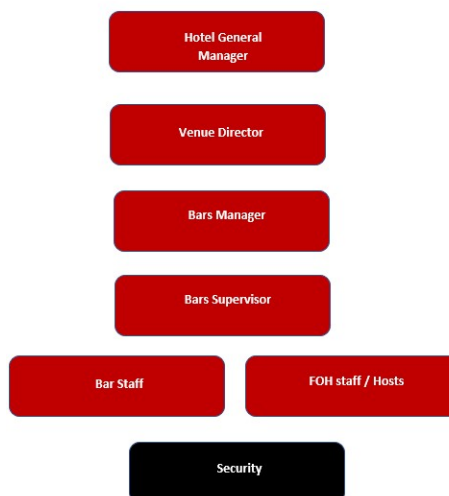 Hotel General
Manager
Venue Director
Bars Manager
Bars Supervisor
Bar Staff
FOH staff / Hosts
Security